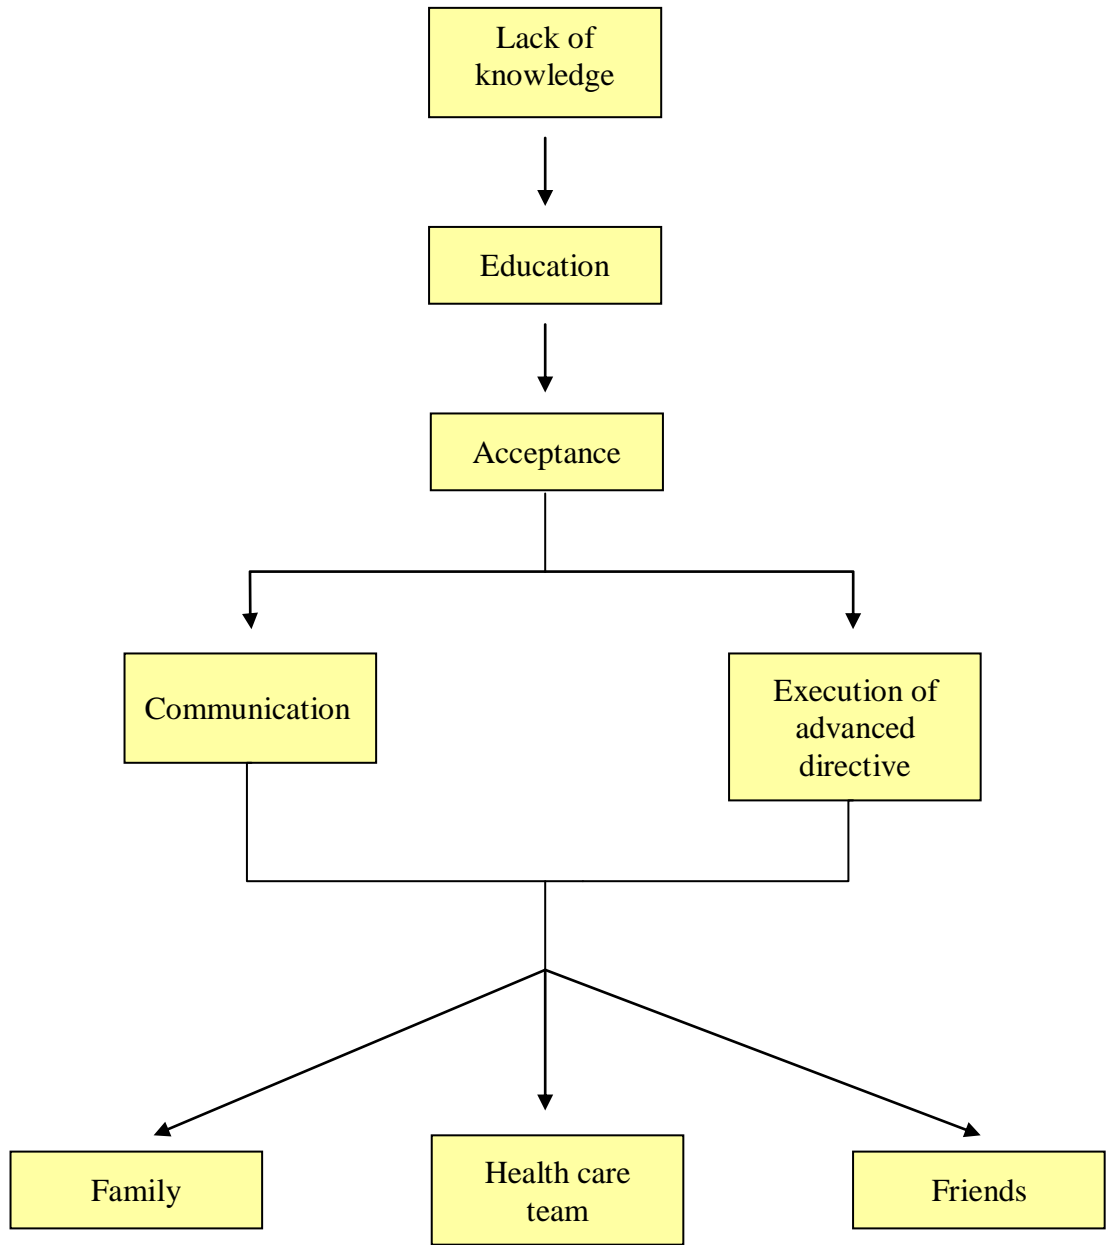 Lack of
knowledge
Education
Acceptance
Communication
Execution of
advanced
directive
Family
Health care
team
Friends